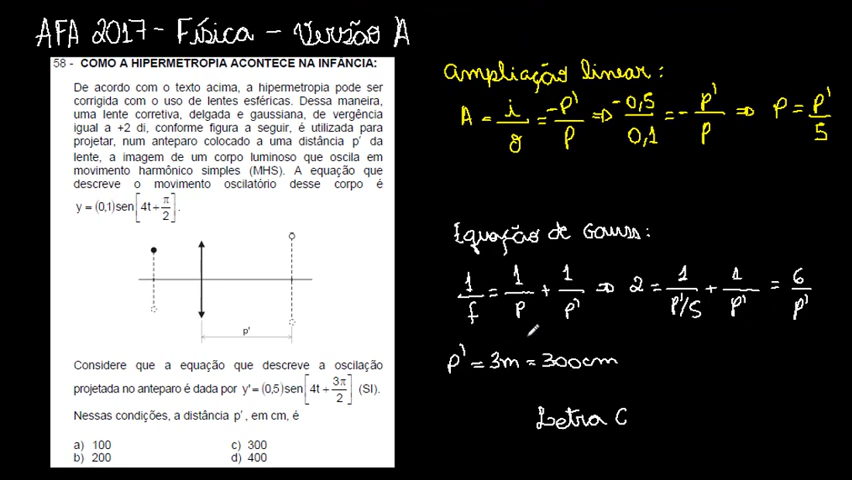 AFA 2017 - Física - Versão A
58 - COMO A HIPERMETROPIA ACONTECE NA INFÂNCIA:
De acordo com o texto acima, a hipermetropia pode ser
corrigida com o uso de lentes esféricas. Dessa maneira,
uma lente corretiva, delgada e gaussiana, de vergência
igual a +2 di, conforme figura a seguir, é utilizada para
projetar, num anteparo colocado a uma distância p' da
lente, a imagem de um corpo luminoso que oscila em
movimento harmônico simples (MHS). A equação que
descreve o movimento oscilatório desse corpo é
y = (0,1)sen[4t + π/2].
p'
Considere que a equação que descreve a oscilação
projetada no anteparo é dada por y' = (0,5)sen[4t + 3π/2] (SI).
Nessas condições, a distância p', em cm, é
a) 100 c) 300
b) 200 d) 400
Ampliação linear:
A = i/o = -p'/p ⇒ -0,5/0,1 = -p'/p ⇒ p = p'/5
Equação de Gauss:
1/f = 1/p + 1/p' ⇒ 2 = 1/p'/5 + 1/p' = 6/p'
p' = 3m = 300cm
Letra C